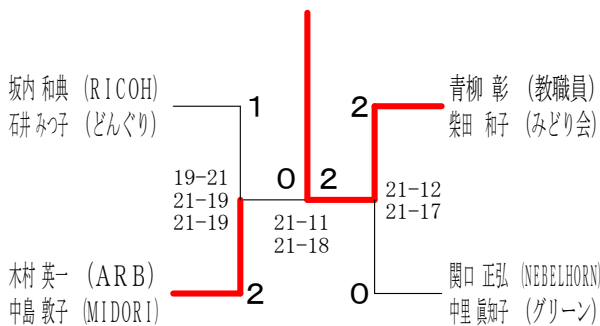 坂内 和典 (RICOH)
石井 みつ子 (どんぐり)
1
2
青柳 彰 (教職員)
柴田 和子 (みどり会)
19-21
21-19
21-19
0
2
21-11
21-18
21-12
21-17
木村 英一 (ARB)
中島 敦子 (MIDORI)
2
0
関口 正弘 (NEBELHORN)
中里 眞知子 (グリーン)